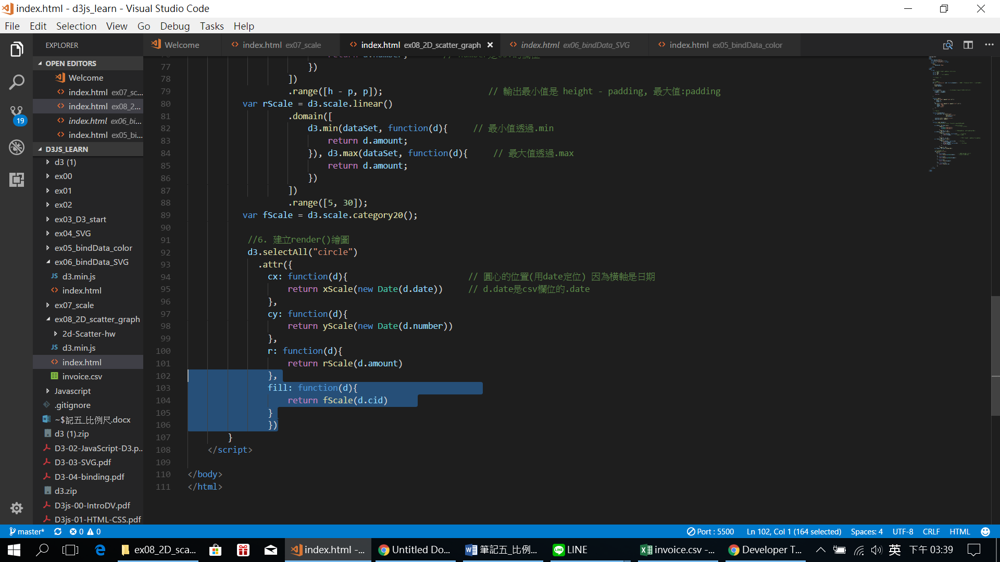 index.html - d3js_learn - Visual Studio Code
File Edit Selection View Go Debug Tasks Help
EXPLORER
Welcome
index.html ex07_scale
index.html ex08_2D_scatter_graph
index.html ex06_bindData_SVG
index.html ex05_bindData_color
OPEN EDITORS
Welcome
index.html ex07_sc...
index.html ex08_2...
index.html ex06_bi...
index.html ex05_bi...
19
D3JS_LEARN
d3 (1)
ex00
ex01
ex02
ex03_D3_start
ex04_SVG
ex05_bindData_color
ex06_bindData_SVG
JS d3.min.js
index.html
ex07_scale
ex08_2D_scatter_graph
2d-Scatter-hw
JS d3.min.js
index.html
invoice.csv
Javascript
.gitignore
~$記五_比例尺.docx
d3 (1).zip
D3-02-JavaScript-D3.p...
D3-03-SVG.pdf
D3-04-binding.pdf
d3.zip
D3js-00-IntroDV.pdf
D3js-01-HTML-CSS.pdf
77 })
78 ])
79 .range([h - p, p]); // 輸出最小值是 height - padding, 最大值:padding
80 var rScale = d3.scale.linear()
81 .domain([
82 d3.min(dataSet, function(d){ // 最小值透過.min
83 return d.amount;
84 }), d3.max(dataSet, function(d){ // 最大值透過.max
85 return d.amount;
86 })
87 ])
88 .range([5, 30]);
89 var fScale = d3.scale.category20();
90
91 //6. 建立render()繪圖
92 d3.selectAll("circle")
93 .attr({
94 cx: function(d){ // 圓心的位置(用date定位) 因為橫軸是日期
95 return xScale(new Date(d.date)) // d.date是csv欄位的.date
96 },
97 cy: function(d){
98 return yScale(new Date(d.number))
99 },
100 r: function(d){
101 return rScale(d.amount)
102 },
103 fill: function(d){
104 return fScale(d.cid)
105 }
106 })
107 }
108 </script>
109
110 </body>
111 </html>
master* 0 0 Port : 5500 Ln 102, Col 1 (164 selected) Spaces: 4 UTF-8 CRLF HTML
ex08_2D_sca... index.html -... Untitled Do... 筆記五_比例... LINE invoice.csv -... Developer T... 英 下午 03:39